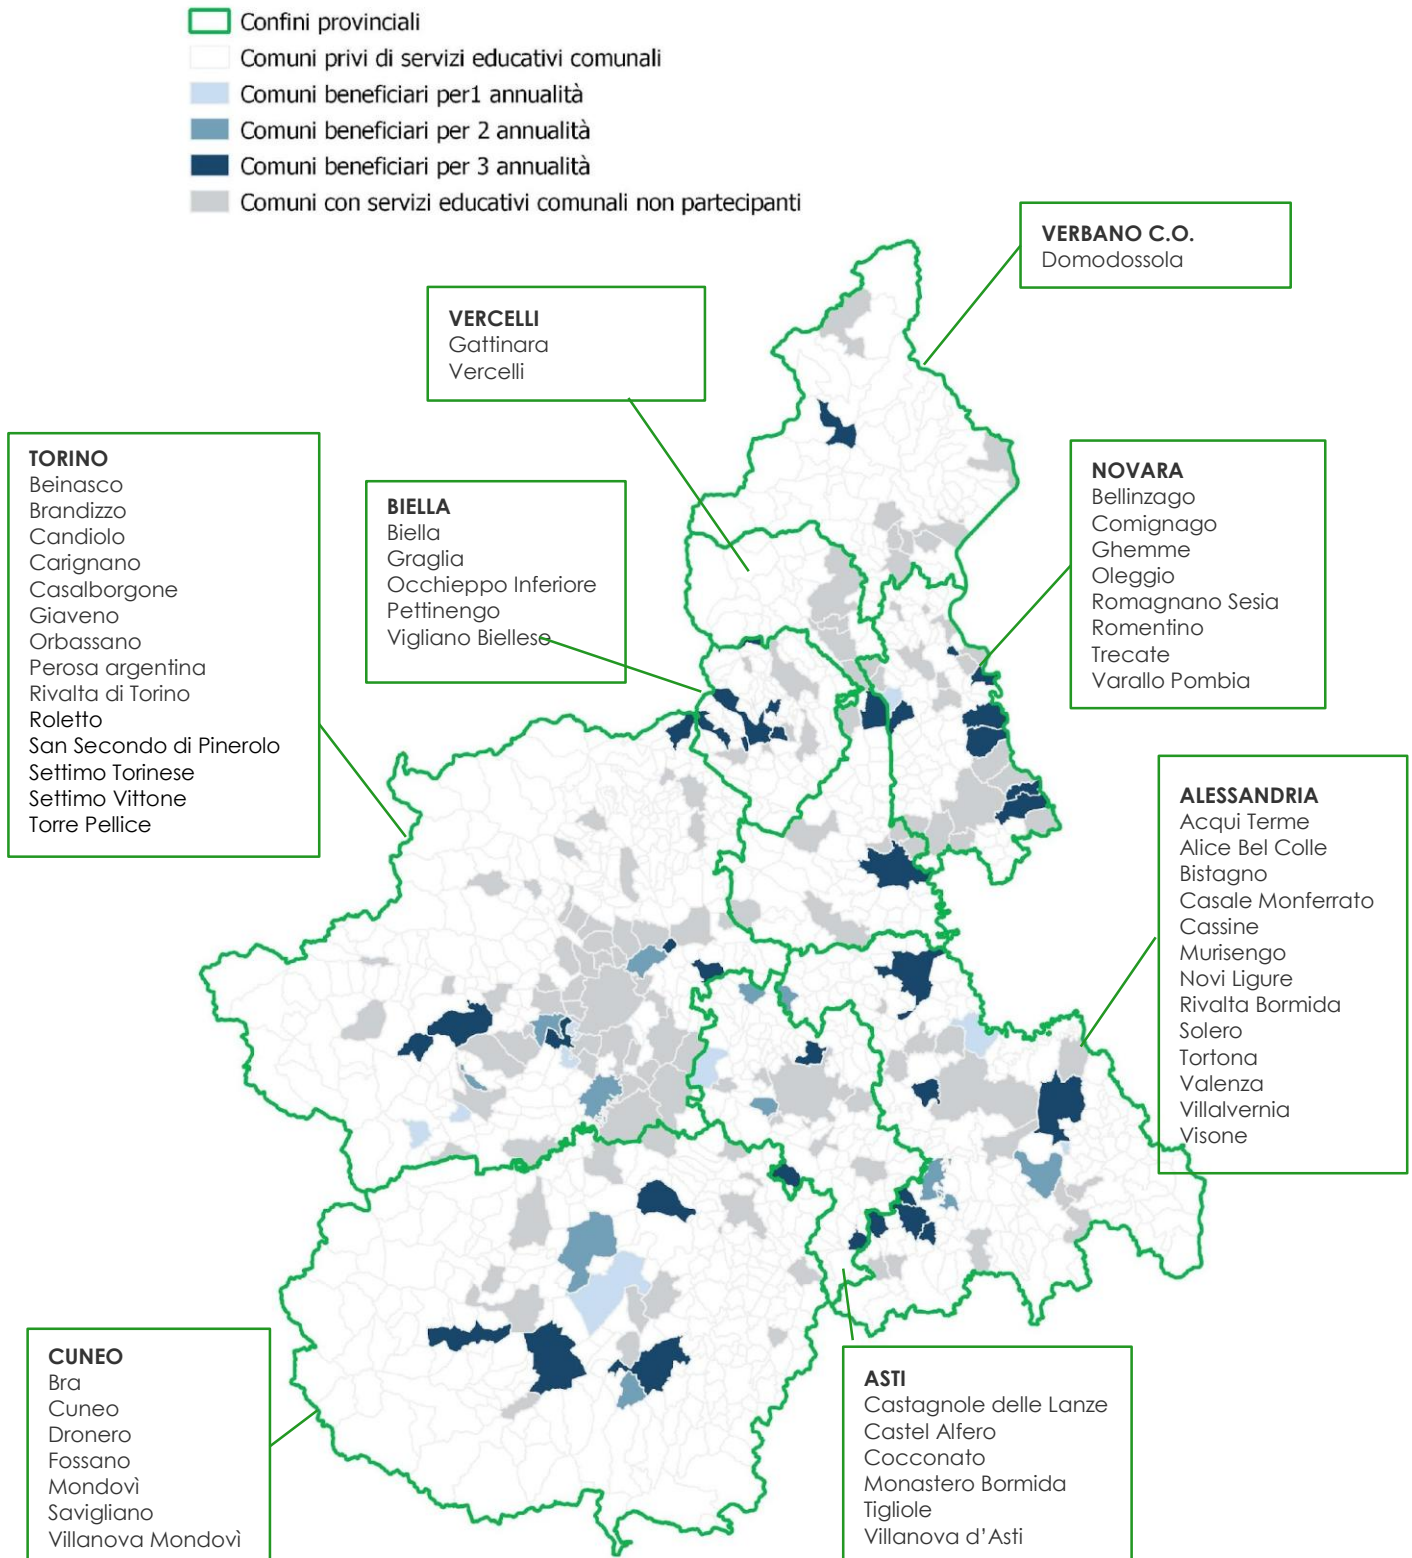 Confini provinciali
Comuni privi di servizi educativi comunali
Comuni beneficiari per1 annualità
Comuni beneficiari per 2 annualità
Comuni beneficiari per 3 annualità
Comuni con servizi educativi comunali non partecipanti
VERBANO C.O.
Domodossola
VERCELLI
Gattinara
Vercelli
TORINO
Beinasco
Brandizzo
Candiolo
Carignano
Casalborgone
Giaveno
Orbassano
Perosa argentina
Rivalta di Torino
Roletto
San Secondo di Pinerolo
Settimo Torinese
Settimo Vittone
Torre Pellice
BIELLA
Biella
Graglia
Occhieppo Inferiore
Pettinengo
Vigliano Biellese
NOVARA
Bellinzago
Comignago
Ghemme
Oleggio
Romagnano Sesia
Romentino
Trecate
Varallo Pombia
ALESSANDRIA
Acqui Terme
Alice Bel Colle
Bistagno
Casale Monferrato
Cassine
Murisengo
Novi Ligure
Rivalta Bormida
Solero
Tortona
Valenza
Villalvernia
Visone
CUNEO
Bra
Cuneo
Dronero
Fossano
Mondovì
Savigliano
Villanova Mondovì
ASTI
Castagnole delle Lanze
Castel Alfero
Cocconato
Monastero Bormida
Tigliole
Villanova d'Asti